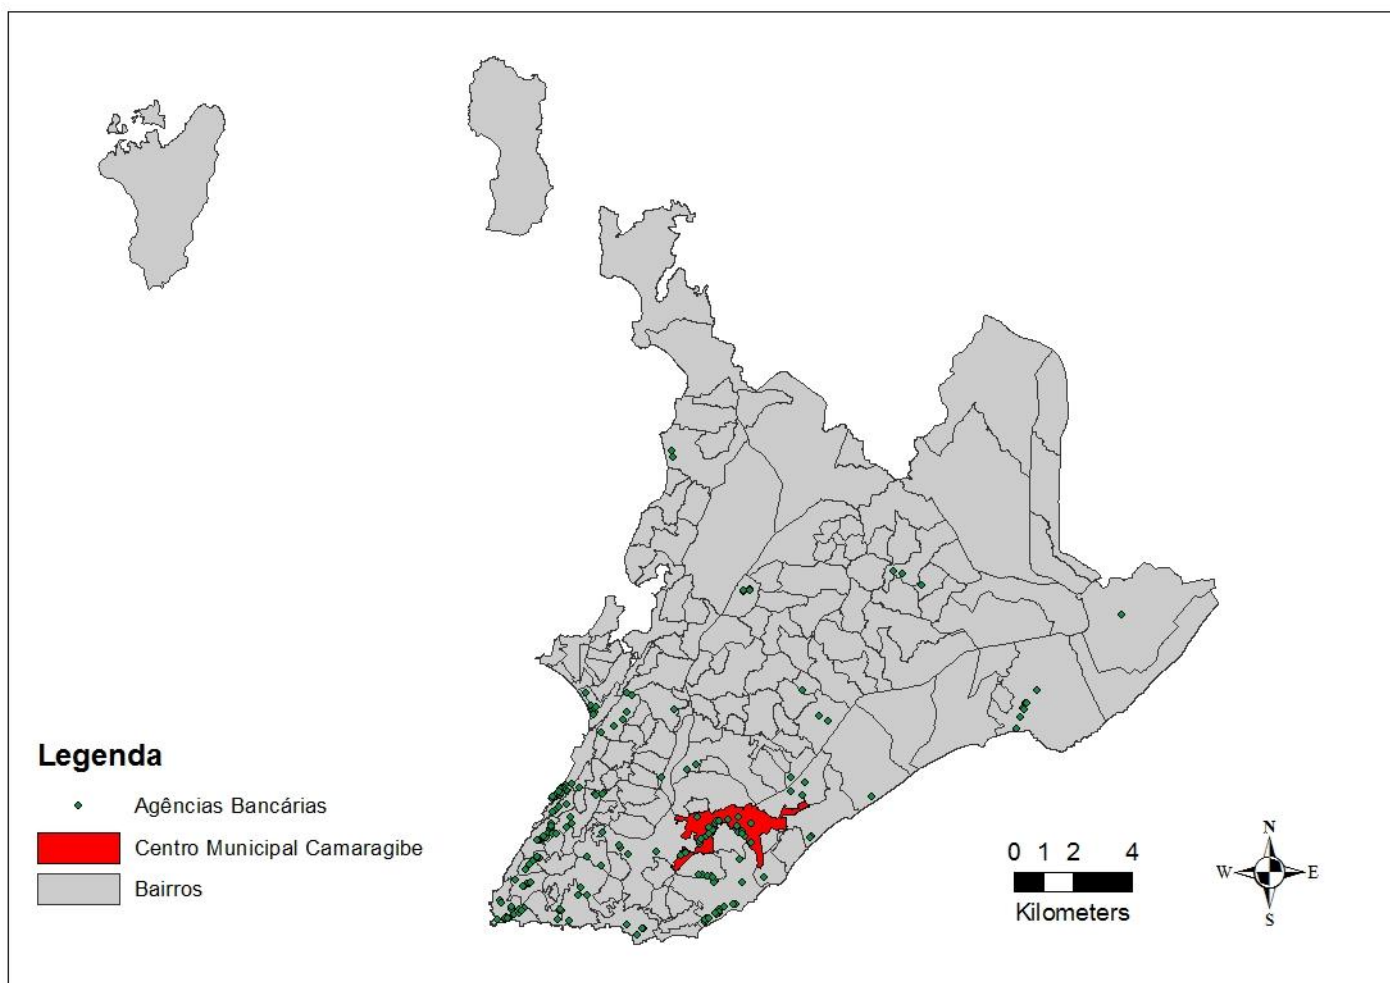 Legenda
Agências Bancárias
Centro Municipal Camaragibe
Bairros
0 1 2 4
Kilometers
N
W E
S